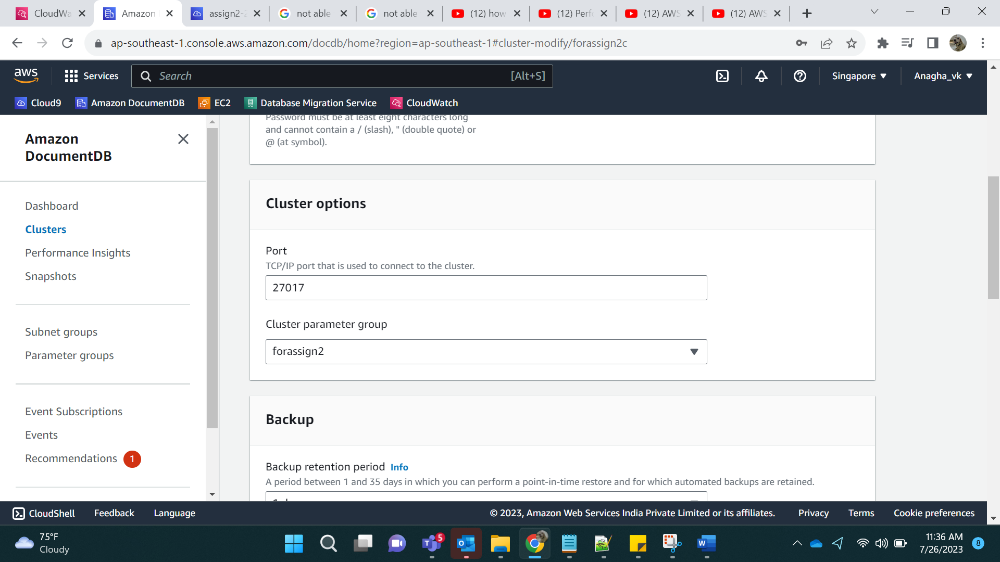 CloudWa
Amazon
assign2-2
not able
not able
(12) how
(12) Perfo
(12) AWS
(12) AWS
ap-southeast-1.console.aws.amazon.com/docdb/home?region=ap-southeast-1#cluster-modify/forassign2c
aws
Services
Search
[Alt+S]
Singapore
Anagha_vk
Cloud9
Amazon DocumentDB
EC2
Database Migration Service
CloudWatch
Amazon
DocumentDB
Dashboard
Clusters
Performance Insights
Snapshots
Subnet groups
Parameter groups
Event Subscriptions
Events
Recommendations 1
Password must be at least eight characters long
and cannot contain a / (slash), " (double quote) or
@ (at symbol).
Cluster options
Port
TCP/IP port that is used to connect to the cluster.
27017
Cluster parameter group
forassign2
Backup
Backup retention period Info
A period between 1 and 35 days in which you can perform a point-in-time restore and for which automated backups are retained.
CloudShell
Feedback
Language
© 2023, Amazon Web Services India Private Limited or its affiliates.
Privacy
Terms
Cookie preferences
75°F
Cloudy
5
11:36 AM
7/26/2023
8